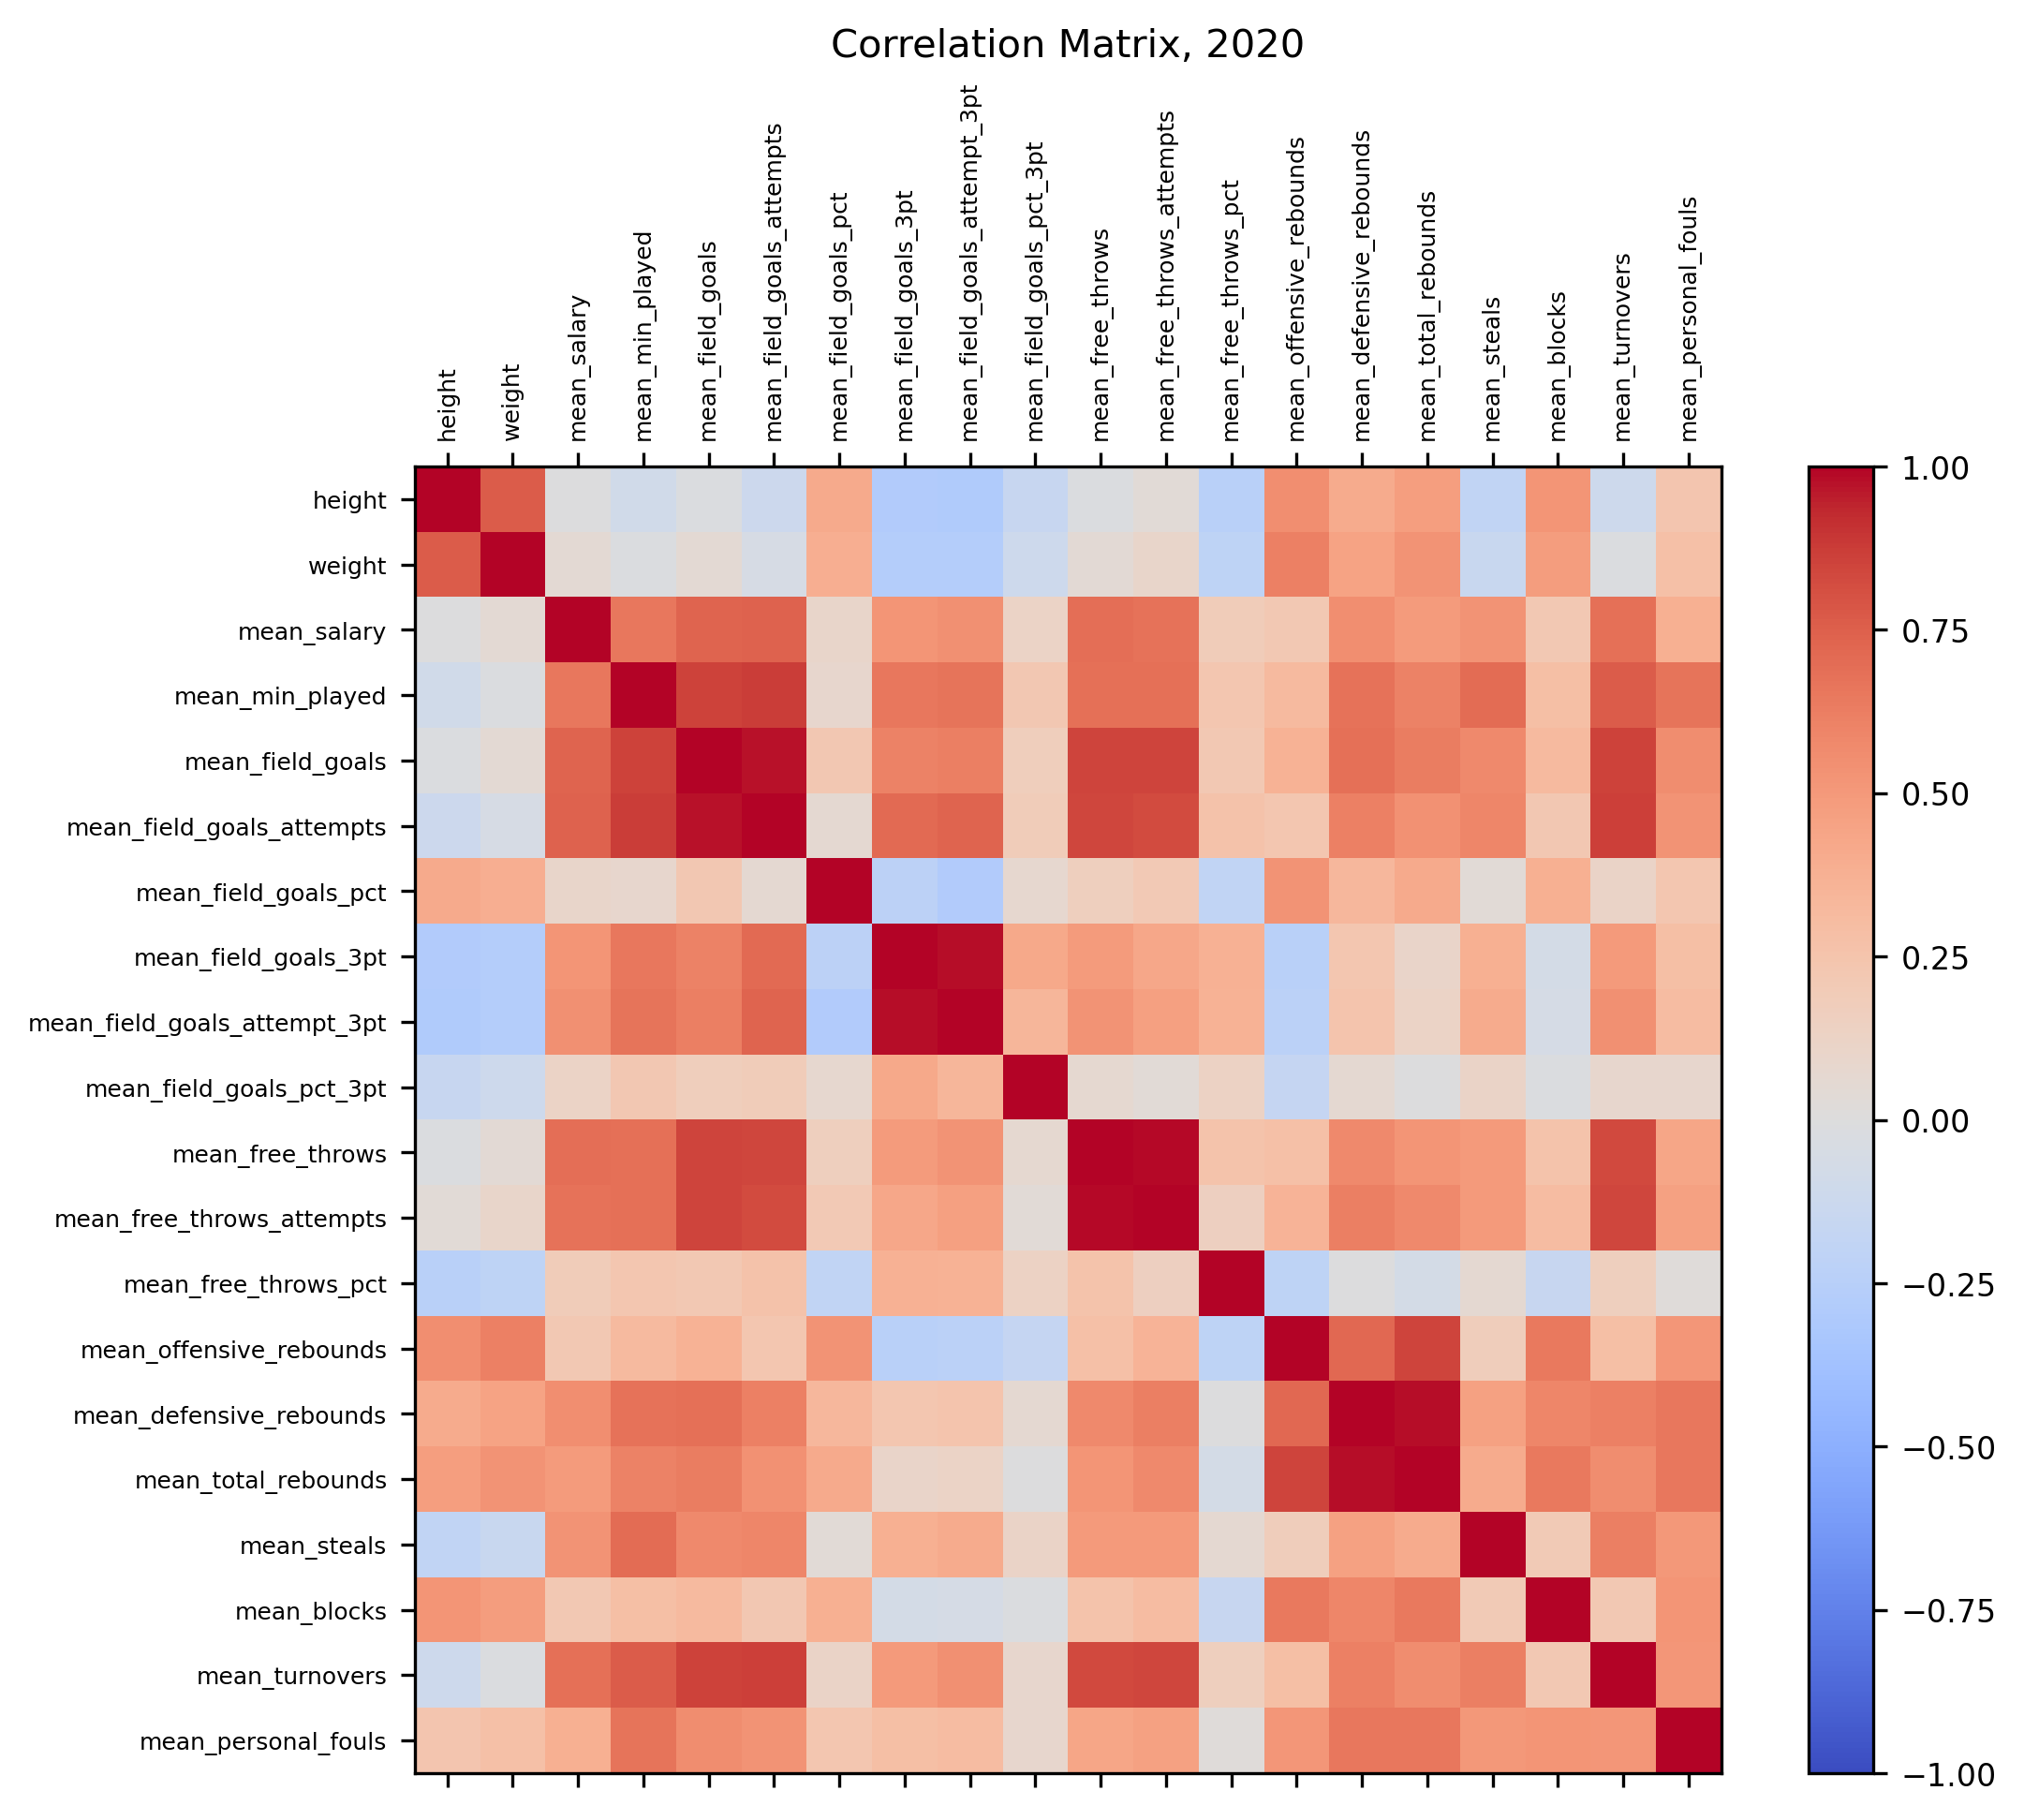 Correlation Matrix, 2020
height
weight
mean_salary
mean_min_played
mean_field_goals
mean_field_goals_attempts
mean_field_goals_pct
mean_field_goals_3pt
mean_field_goals_attempt_3pt
mean_field_goals_pct_3pt
mean_free_throws
mean_free_throws_attempts
mean_free_throws_pct
mean_offensive_rebounds
mean_defensive_rebounds
mean_total_rebounds
mean_steals
mean_blocks
mean_turnovers
mean_personal_fouls
height
weight
mean_salary
mean_min_played
mean_field_goals
mean_field_goals_attempts
mean_field_goals_pct
mean_field_goals_3pt
mean_field_goals_attempt_3pt
mean_field_goals_pct_3pt
mean_free_throws
mean_free_throws_attempts
mean_free_throws_pct
mean_offensive_rebounds
mean_defensive_rebounds
mean_total_rebounds
mean_steals
mean_blocks
mean_turnovers
mean_personal_fouls
1.00
0.75
0.50
0.25
0.00
−0.25
−0.50
−0.75
−1.00